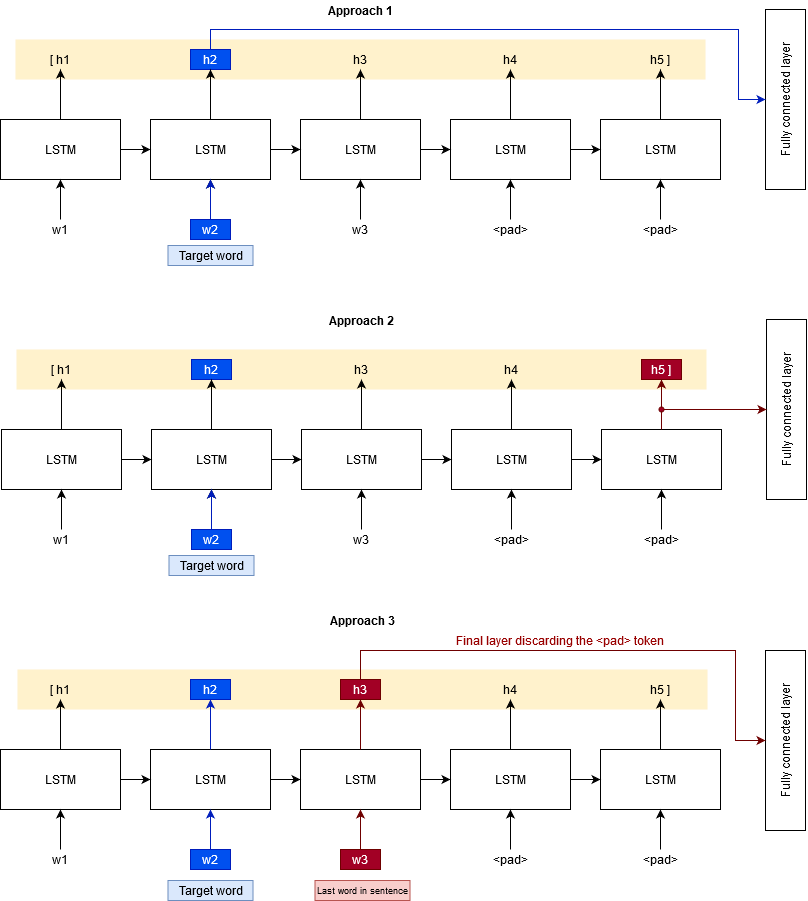 Approach 1
[ h1 h2 h3 h4 h5 ]
Fully connected layer
LSTM LSTM LSTM LSTM LSTM
w1 w2 w3 <pad> <pad>
Target word
Approach 2
[ h1 h2 h3 h4 h5 ]
Fully connected layer
LSTM LSTM LSTM LSTM LSTM
w1 w2 w3 <pad> <pad>
Target word
Approach 3
Final layer discarding the <pad> token
[ h1 h2 h3 h4 h5 ]
Fully connected layer
LSTM LSTM LSTM LSTM LSTM
w1 w2 w3 <pad> <pad>
Target word Last word in sentence